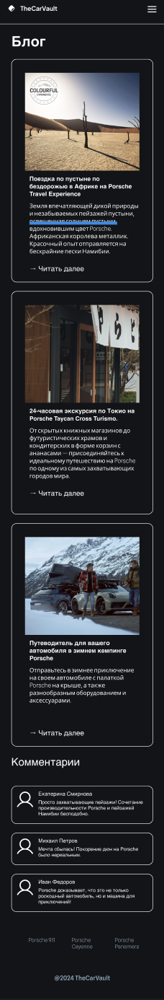 TheCarVault
Блог
COLOURFUL
EXPERIENCE
Поездка по пустыне по
бездорожью в Африке на Porsche
Travel Experience
Земля впечатляющей дикой природы
и незабываемых пейзажей пустыни,
освещенная солнцем пустыни,
вдохновившим цвет Porsche.
Африканская королева металлик.
Красочный опыт отправляется на
бескрайние пески Намибии.
→ Читать далее
らと
24-часовая экскурсия по Токио на
Porsche Taycan Cross Turismo.
От скрытых книжных магазинов до
футуристических храмов и
кондитерских в форме корзин с
ананасами — присоединяйтесь к
идеальному путешествию на Porsche
по одному из самых захватывающих
городов мира.
→ Читать далее
Путеводитель для вашего
автомобиля в зимнем кемпинге
Porsche
Отправьтесь в зимнее приключение
на своем автомобиле с палаткой
Porsche на крыше, а также
разнообразным оборудованием и
аксессуарами.
→ Читать далее
Комментарии
Екатерина Смирнова
Просто захватывающие пейзажи! Сочетание
производительности Porsche и пейзажей
Намибии бесподобно.
Михаил Петров
Мечта сбылась! Покорение дюн на Porsche
было нереальным.
Иван Федоров
Porsche доказывает, что это не только
роскошный автомобиль, но и машина для
приключений!
Porsche 911
Porsche
Cayenne
Porsche
Panamera
@2024 TheCarVault